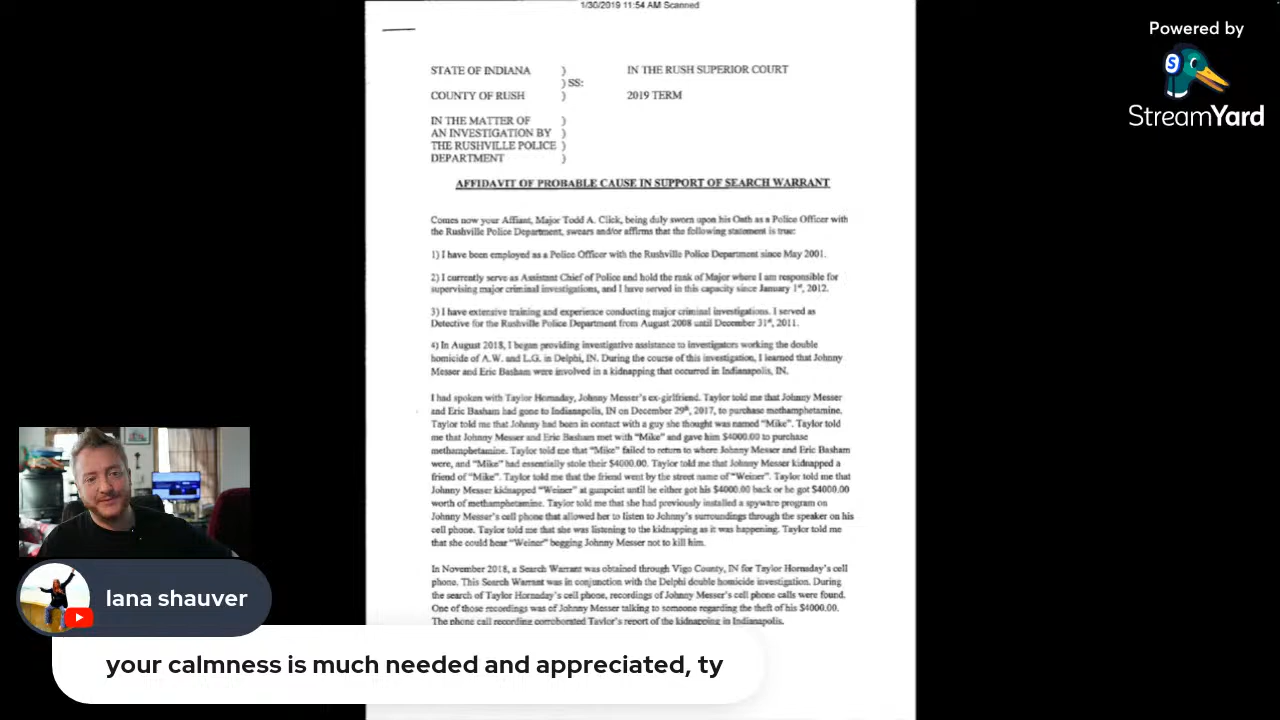 1/30/2019 11:54 AM Scanned
Powered by
StreamYard
STATE OF INDIANA ) IN THE RUSH SUPERIOR COURT
) SS:
COUNTY OF RUSH ) 2019 TERM
IN THE MATTER OF )
AN INVESTIGATION BY )
THE RUSHVILLE POLICE )
DEPARTMENT )
AFFIDAVIT OF PROBABLE CAUSE IN SUPPORT OF SEARCH WARRANT
Comes now your Affiant, Major Todd A. Click, being duly sworn upon his Oath as a Police Officer with
the Rushville Police Department, swears and/or affirms that the following statement is true:
1) I have been employed as a Police Officer with the Rushville Police Department since May 2001.
2) I currently serve as Assistant Chief of Police and hold the rank of Major where I am responsible for
supervising major criminal investigations, and I have served in this capacity since January 1st, 2012.
3) I have extensive training and experience conducting major criminal investigations. I served as
Detective for the Rushville Police Department from August 2008 until December 31st, 2011.
4) In August 2018, I began providing investigative assistance to investigators working the double
homicide of A.W. and L.G. in Delphi, IN. During the course of this investigation, I learned that Johnny
Messer and Eric Basham were involved in a kidnapping that occurred in Indianapolis, IN.
I had spoken with Taylor Hornaday, Johnny Messer's ex-girlfriend. Taylor told me that Johnny Messer
and Eric Basham had gone to Indianapolis, IN on December 29th, 2017, to purchase methamphetamine.
Taylor told me that Johnny had been in contact with a guy she thought was named "Mike". Taylor told
me that Johnny Messer and Eric Basham met with "Mike" and gave him $4000.00 to purchase
methamphetamine. Taylor told me that "Mike" failed to return to where Johnny Messer and Eric Basham
were, and "Mike" had essentially stole their $4000.00. Taylor told me that Johnny Messer kidnapped a
friend of "Mike". Taylor told me that the friend went by the street name of "Weiner". Taylor told me that
Johnny Messer kidnapped "Weiner" at gunpoint until he either got his $4000.00 back or he got $4000.00
worth of methamphetamine. Taylor told me that she had previously installed a spyware program on
Johnny Messer's cell phone that allowed her to listen to Johnny's surroundings through the speaker on his
cell phone. Taylor told me that she was listening to the kidnapping as it was happening. Taylor told me
that she could hear "Weiner" begging Johnny Messer not to kill him.
In November 2018, a Search Warrant was obtained through Vigo County, IN for Taylor Hornaday's cell
phone. This Search Warrant was in conjunction with the Delphi double homicide investigation. During
the search of Taylor Hornaday's cell phone, recordings of Johnny Messer's cell phone calls were found.
One of those recordings was of Johnny Messer talking to someone regarding the theft of his $4000.00.
The phone call recording corroborated Taylor's report of the kidnapping in Indianapolis.
lana shauver
your calmness is much needed and appreciated, ty